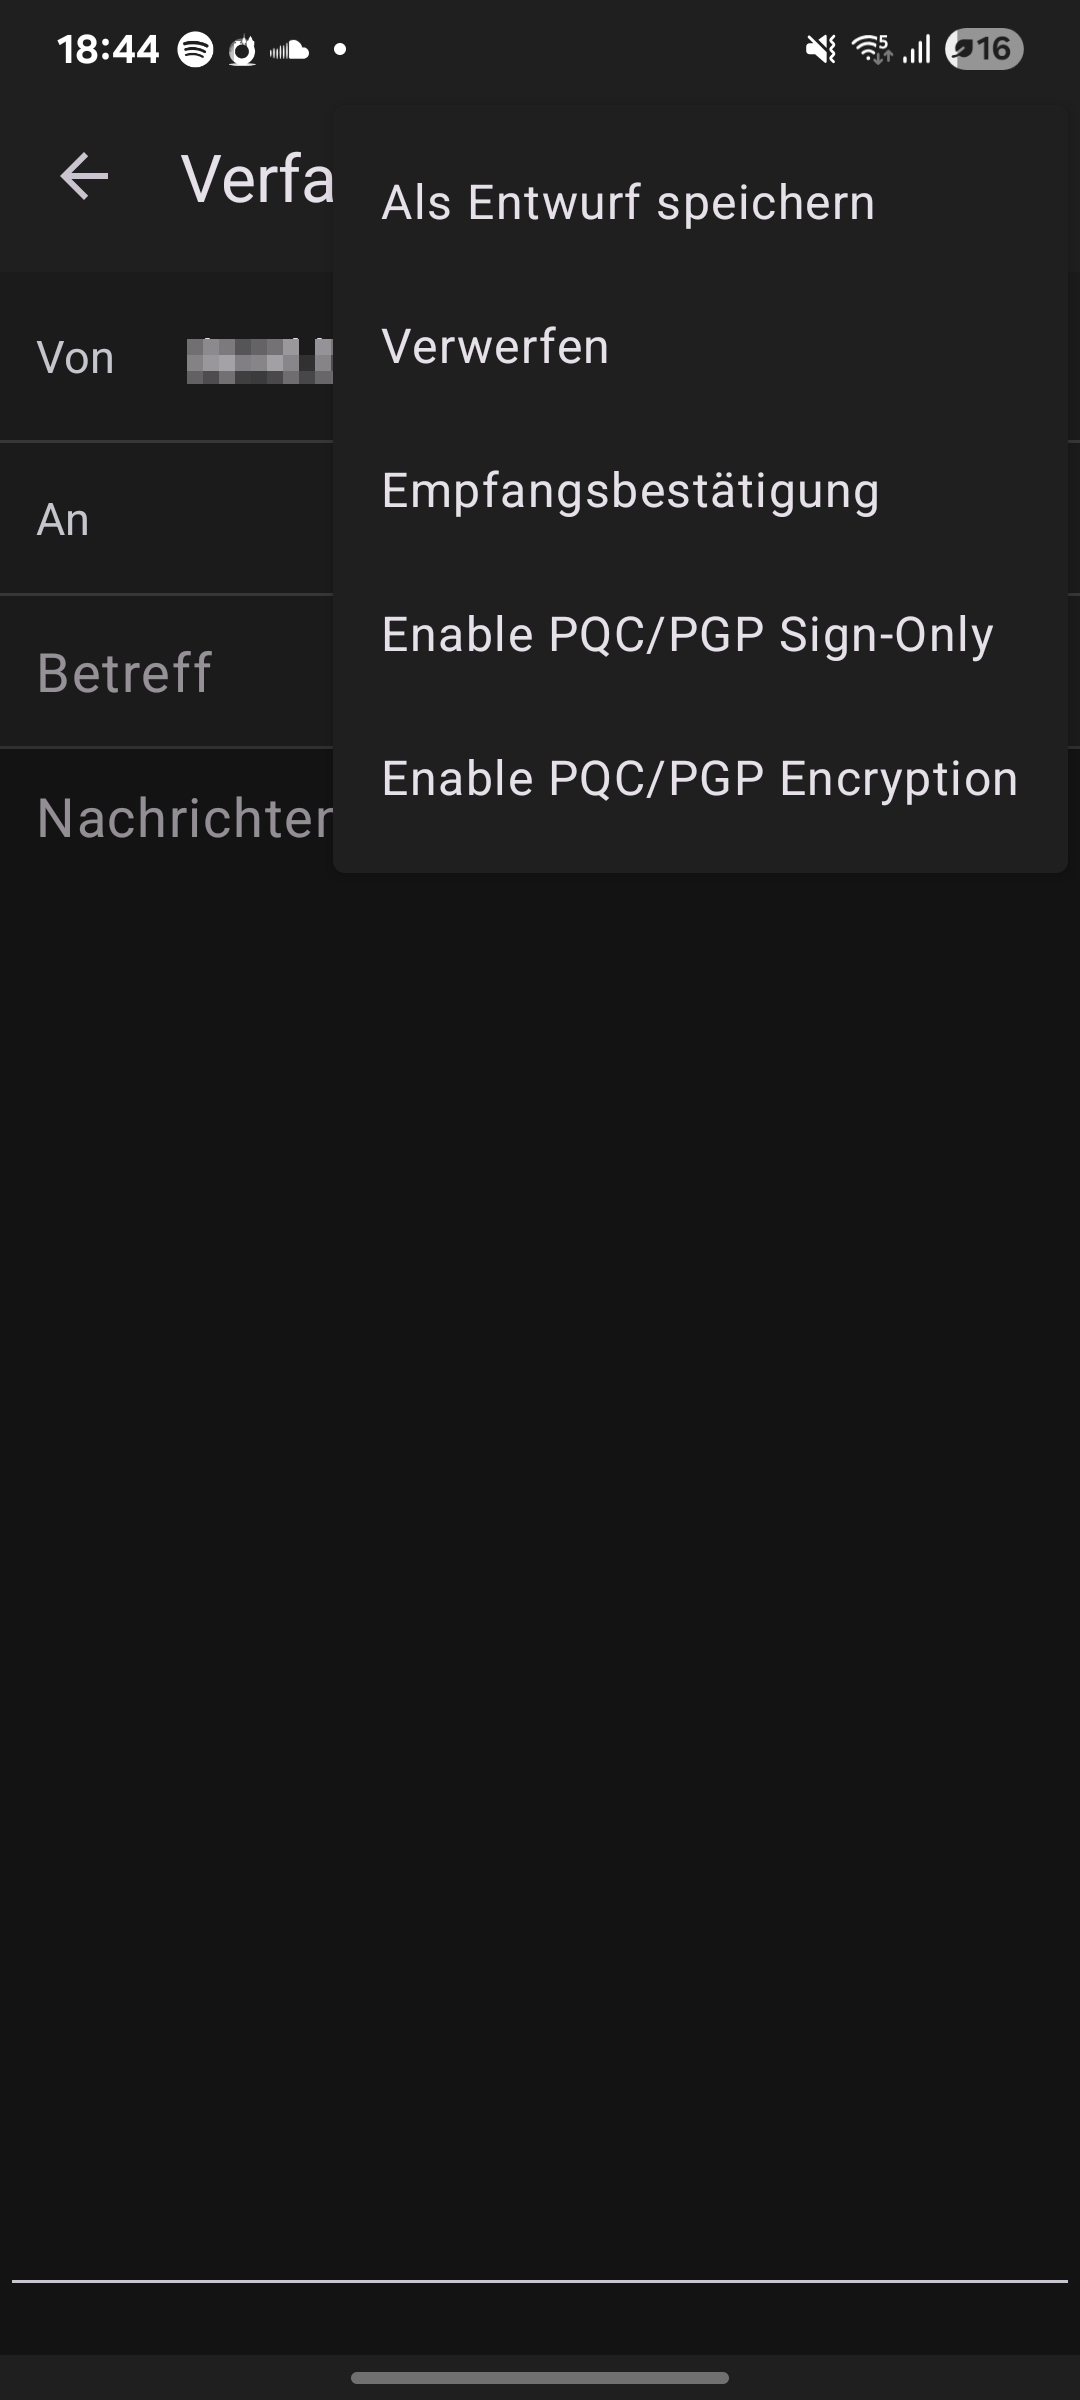 18:44
5
16
Verfa
Als Entwurf speichern
Von
Verwerfen
Empfangsbestätigung
An
Enable PQC/PGP Sign-Only
Betreff
Enable PQC/PGP Encryption
Nachrichten